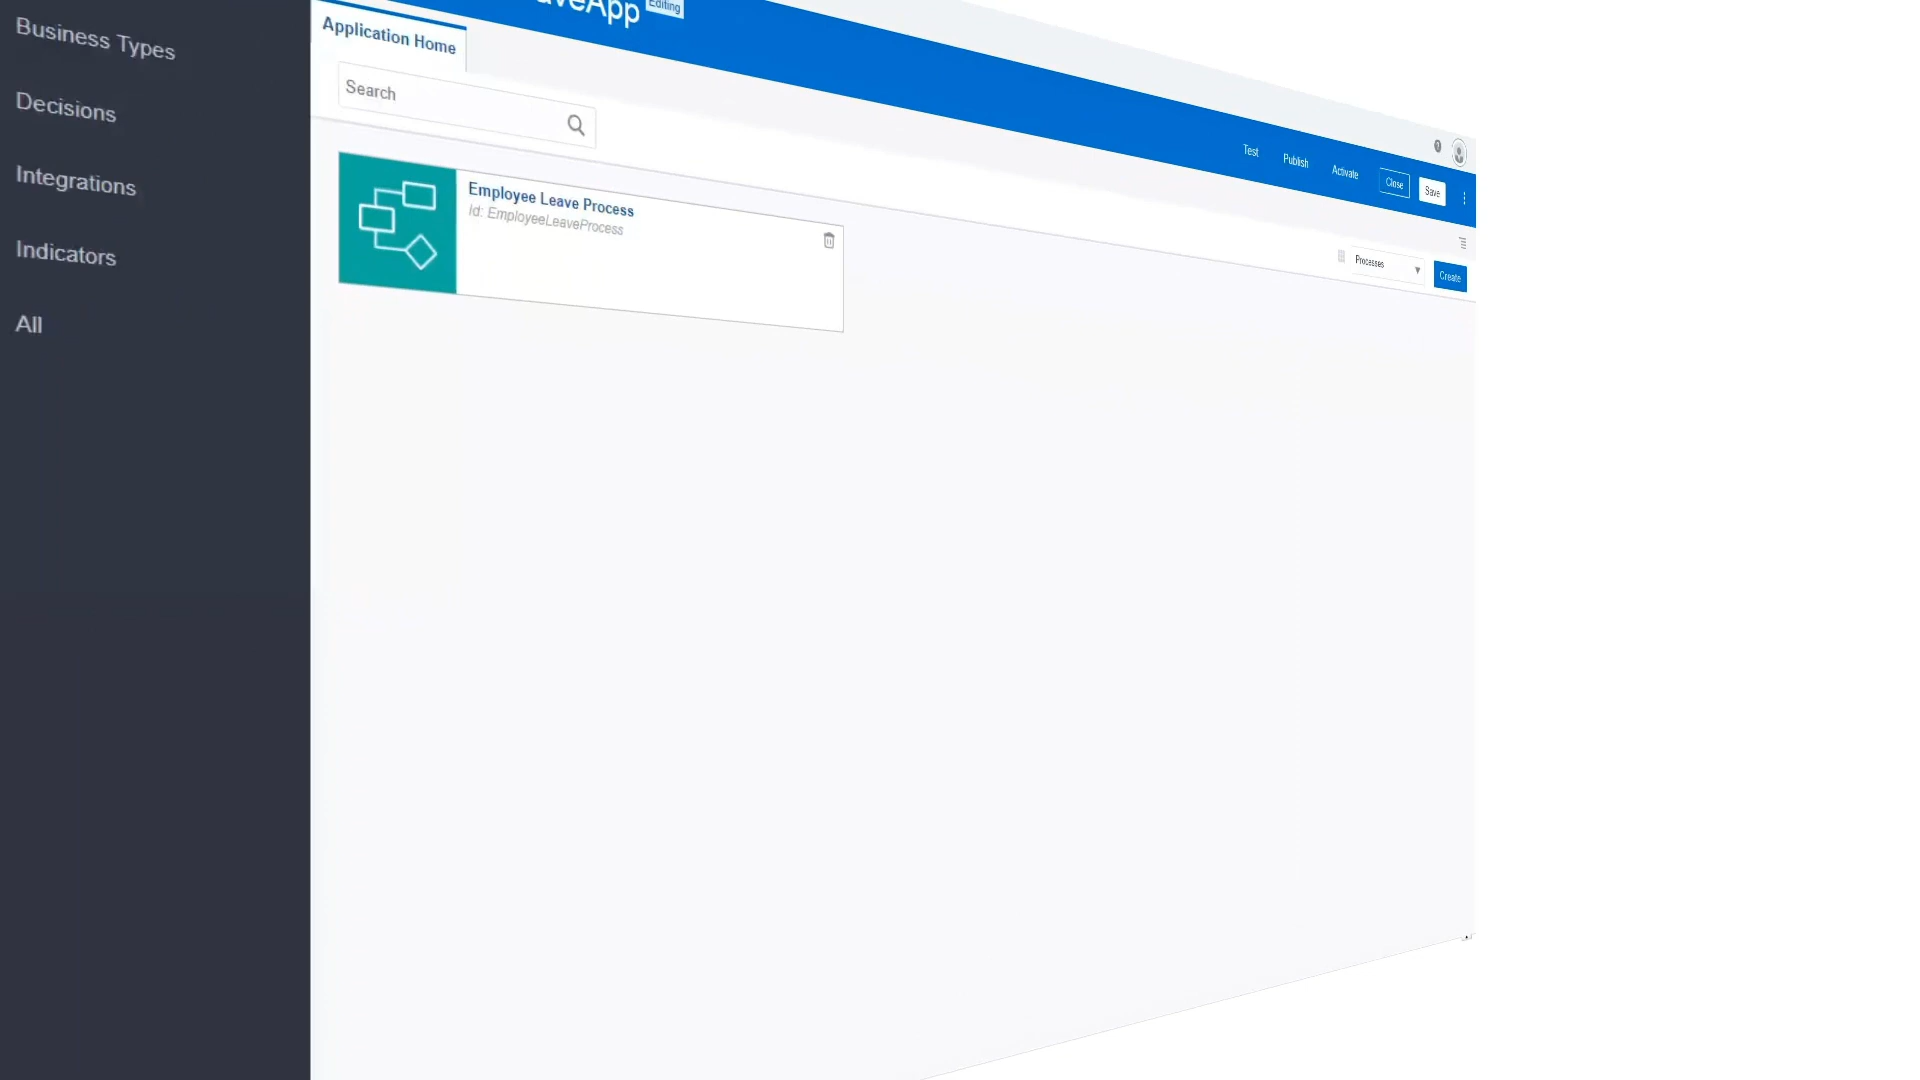 Business Types
Decisions
Integrations
Indicators
All
Editing
Application Home
Search
Test
Publish
Activate
Close
Save
Processes
Create
Employee Leave Process
Id: EmployeeLeaveProcess